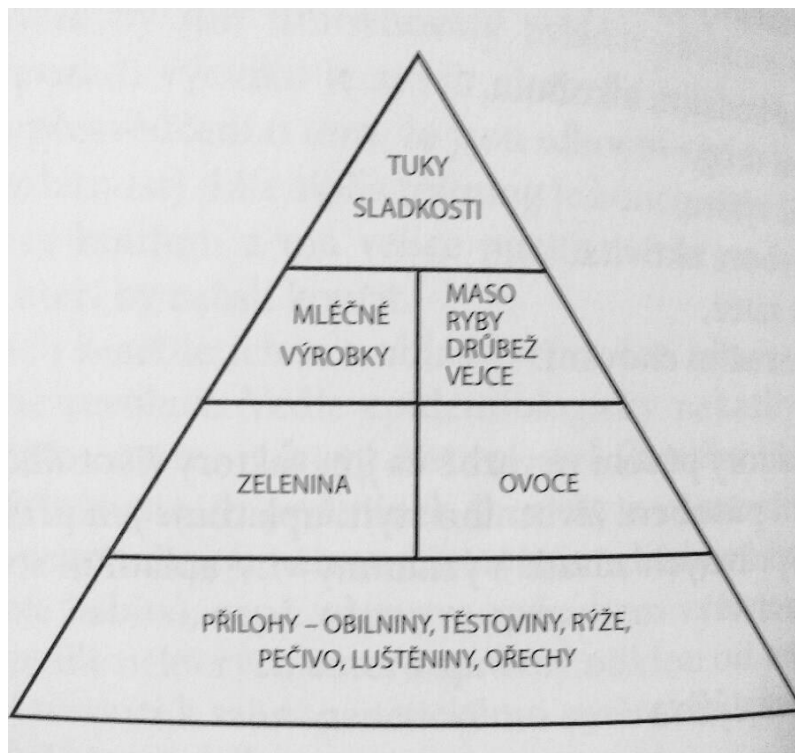 TUKY
SLADKOSTI
MLÉČNÉ
VÝROBKY
MASO
RYBY
DRŮBEŽ
VEJCE
ZELENINA
OVOCE
PŘÍLOHY – OBILNINY, TĚSTOVINY, RÝŽE,
PEČIVO, LUŠTĚNINY, OŘECHY